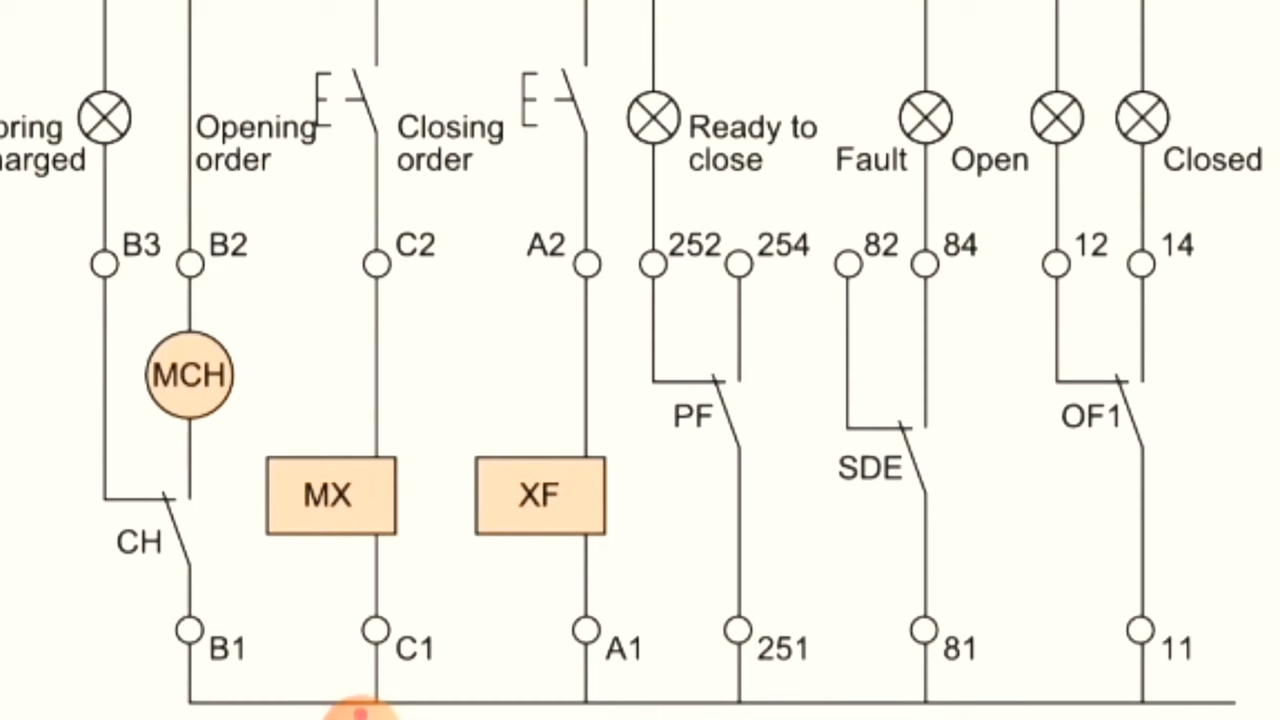 Opening
order
Closing
order
Ready to
close
Fault
Open
Closed
B3
B2
C2
A2
252
254
82
84
12
14
MCH
PF
OF1
SDE
MX
XF
CH
B1
C1
A1
251
81
11